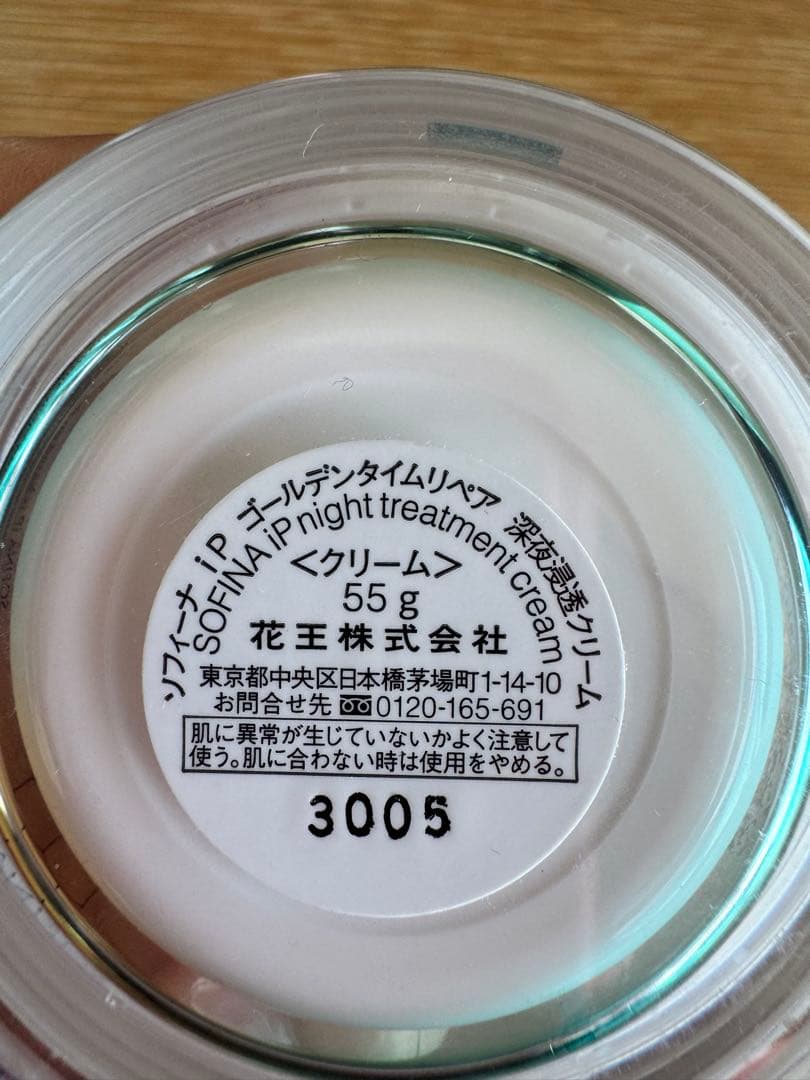 ソフィーナ iP ゴールデンタイムリペア 深夜浸透クリーム
SOFINA iP night treatment cream
<クリーム>
55 g
花王株式会社
東京都中央区日本橋茅場町1-14-10
お問合せ先 0120-165-691
肌に異常が生じていないかよく注意して
使う。肌に合わない時は使用をやめる。
3005